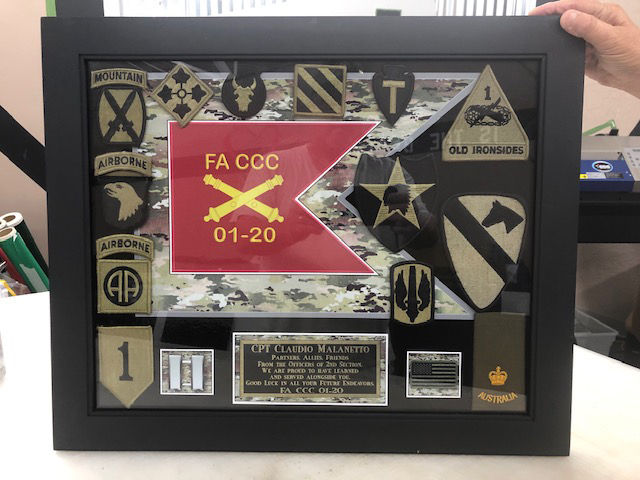 MOUNTAIN
1
OLD IRONSIDES
T
FA CCC
01-20
AIRBORNE
AIRBORNE
AA
1
CPT CLAUDIO MALANETTO
PARTNERS, ALLIES, FRIENDS
FROM THE OFFICERS OF 2ND SECTION.
WE ARE PROUD TO HAVE LEARNED
AND SERVED ALONGSIDE YOU.
GOOD LUCK IN ALL YOUR FUTURE ENDEAVORS.
FA CCC 01-20
AUSTRALIA